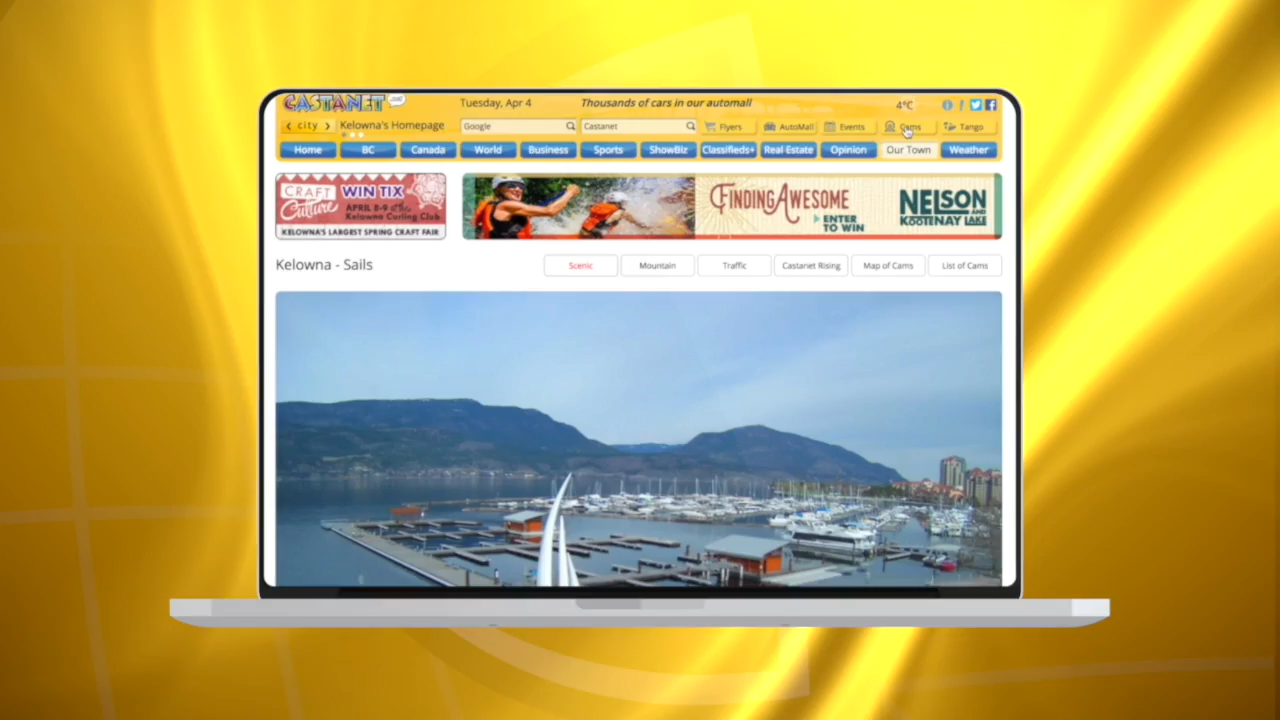 CASTANET .net
Tuesday, Apr 4
Thousands of cars in our automall
4°C
city
Kelowna's Homepage
Google
Castanet
Flyers
AutoMall
Events
Cams
Tango
Home
BC
Canada
World
Business
Sports
ShowBiz
Classifieds+
Real Estate
Opinion
Our Town
Weather
CRAFT
Culture
WIN TIX
APRIL 8-9 @ the
Kelowna Curling Club
KELOWNA'S LARGEST SPRING CRAFT FAIR
FINDING AWESOME
ENTER
TO WIN
NELSON
AND
KOOTENAY LAKE
Kelowna - Sails
Scenic
Mountain
Traffic
Castanet Rising
Map of Cams
List of Cams